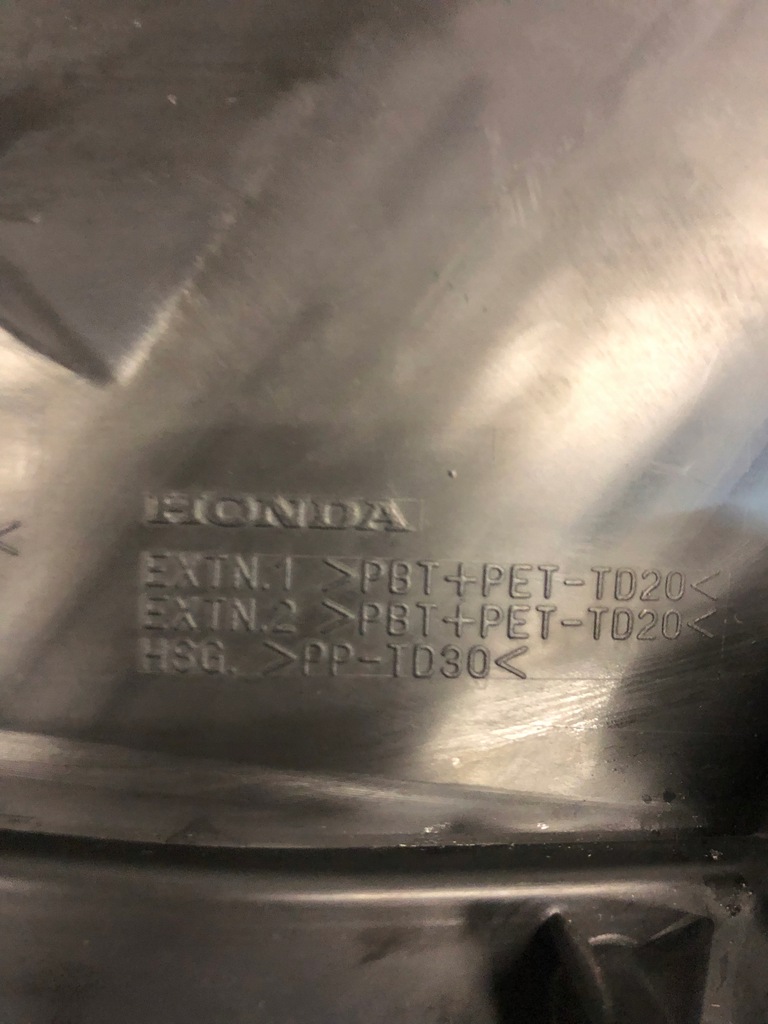 HONDA
EXTN.1 >PBT+PET-TD20<
EXTN.2 >PBT+PET-TD20<
HSG. >PP-TD30<
<